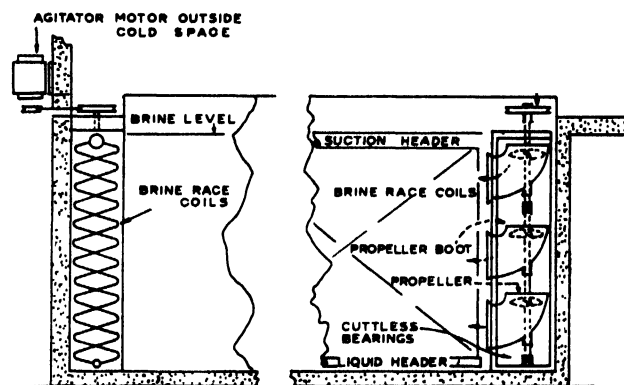 AGITATOR MOTOR OUTSIDE
COLD SPACE
BRINE LEVEL
SUCTION HEADER
BRINE RACE
COILS
BRINE RACE COILS
PROPELLER BOOT
PROPELLER
CUTTLESS
BEARINGS
LIQUID HEADER